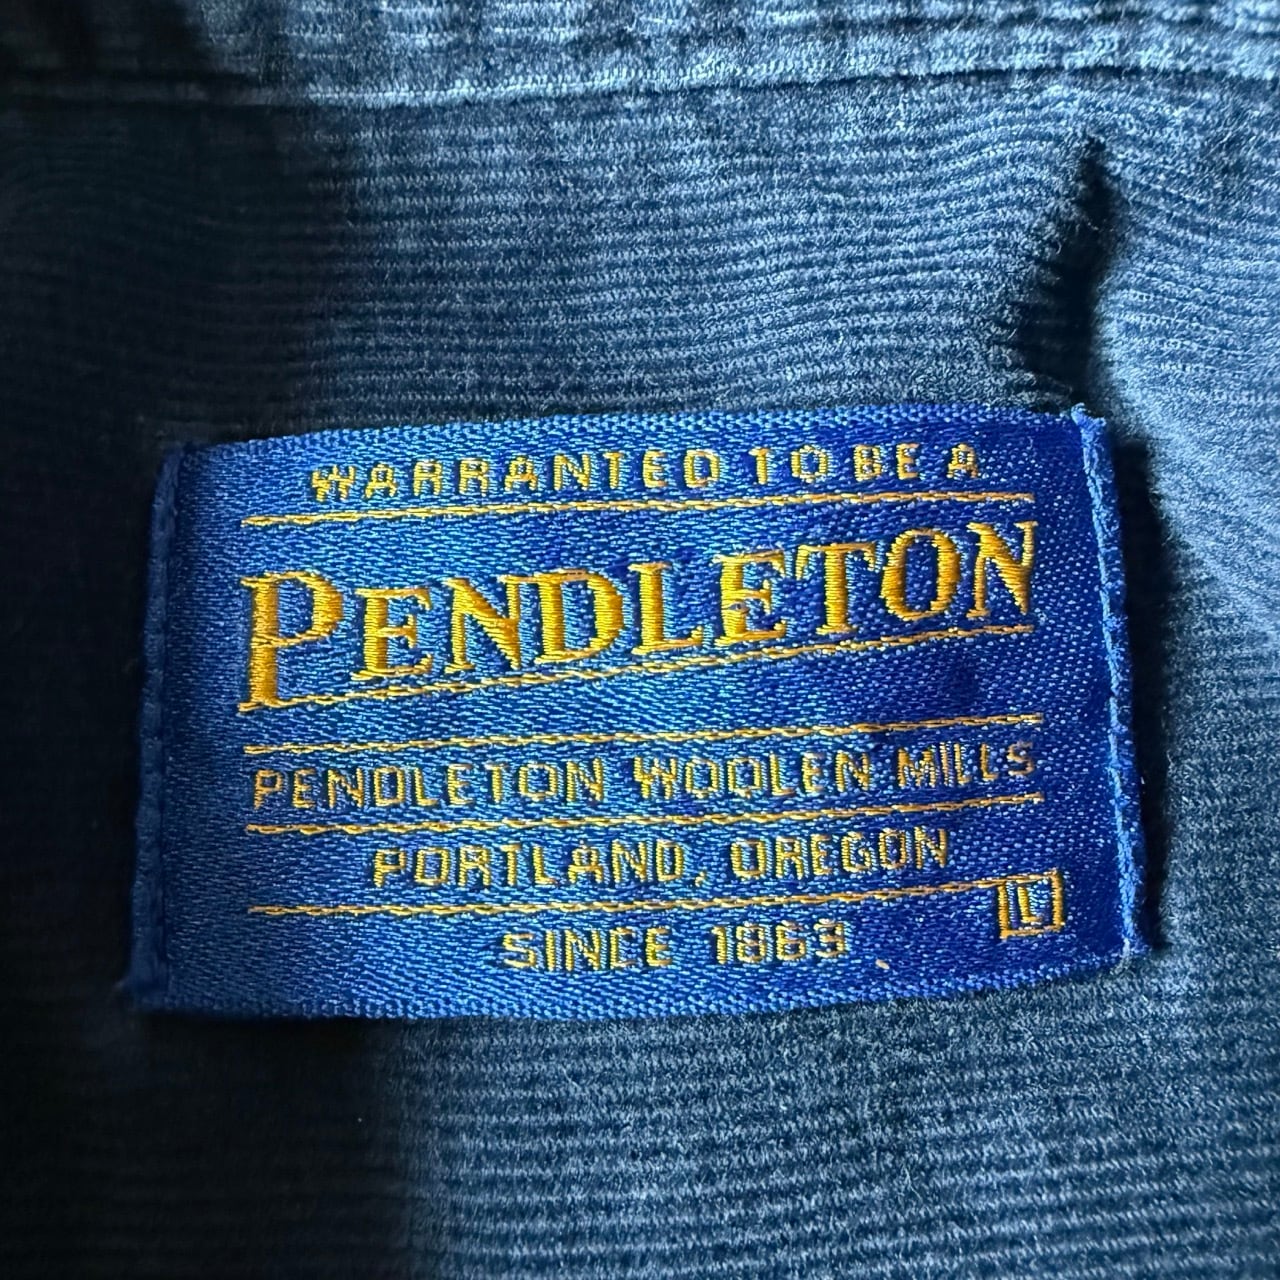 WARRANTED TO BE A
PENDLETON
PENDLETON WOOLEN MILLS
PORTLAND, OREGON
L
SINCE 1863